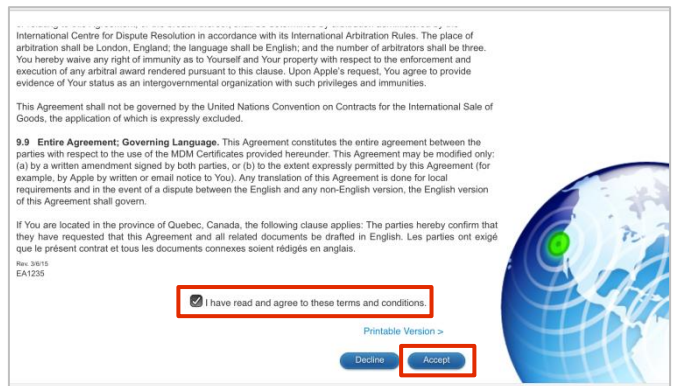 International Centre for Dispute Resolution in accordance with its International Arbitration Rules. The place of
arbitration shall be London, England; the language shall be English; and the number of arbitrators shall be three.
You hereby waive any right of immunity as to Yourself and Your property with respect to the enforcement and
execution of any arbitral award rendered pursuant to this clause. Upon Apple's request, You agree to provide
evidence of Your status as an intergovernmental organization with such privileges and immunities.
This Agreement shall not be governed by the United Nations Convention on Contracts for the International Sale of
Goods, the application of which is expressly excluded.
9.9 Entire Agreement; Governing Language. This Agreement constitutes the entire agreement between the
parties with respect to the use of the MDM Certificates provided hereunder. This Agreement may be modified only:
(a) by a written amendment signed by both parties, or (b) to the extent expressly permitted by this Agreement (for
example, by Apple by written or email notice to You). Any translation of this Agreement is done for local
requirements and in the event of a dispute between the English and any non-English version, the English version
of this Agreement shall govern.
If You are located in the province of Quebec, Canada, the following clause applies: The parties hereby confirm that
they have requested that this Agreement and all related documents be drafted in English. Les parties ont exigé
que le présent contrat et tous les documents connexes soient rédigés en anglais.
Rev. 3/6/15
EA1235
I have read and agree to these terms and conditions.
Printable Version >
Decline
Accept